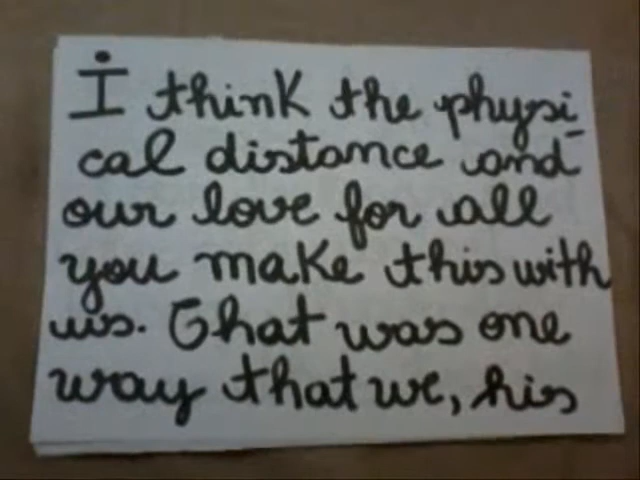 I think the physi-
cal distance and
our love for all
you make this with
us. That was one
way that we, his